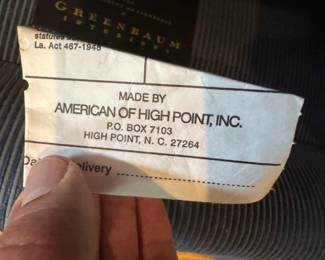 GREENBAUM
INTERIORS
statutes
La. Act 467-1948
MADE BY
AMERICAN OF HIGH POINT, INC.
P.O. BOX 7103
HIGH POINT, N. C. 27264
Delivery